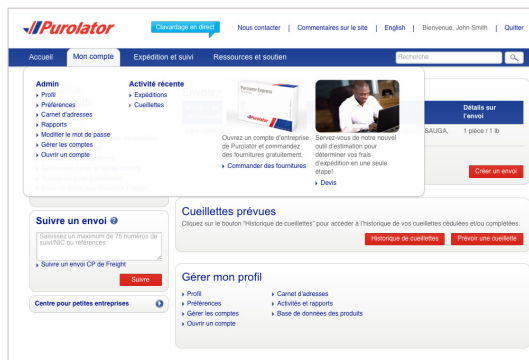 Purolator
Clavardage en direct
Nous contacter | Commentaires sur le site | English | Bienvenue, John Smith | Quitter
Accueil
Mon compte
Expédition et suivi
Ressources et soutien
Recherche
Admin
Profil
Préférences
Carnet d'adresses
Rapports
Modifier le mot de passe
Gérer les comptes
Ouvrir un compte
Activité récente
Expéditions
Cueillettes
Purolator Express
Ouvrez un compte d'entreprise
de Purolator et commandez
des fournitures gratuitement.
Commander des fournitures
Servez-vous de notre nouvel
outil d'estimation pour
déterminer vos frais
d'expédition en une seule
étape!
Devis
Détails sur
l'envoi
SAUGA,
1 pièce / 1 lb
Créer un envoi
Suivre un envoi
Saisissez un maximum de 75 numéros de
suivi/NIC ou références
Suivre un envoi CP de Freight
Suivre
Centre pour petites entreprises
Cueillettes prévues
Cliquez sur le bouton "Historique de cueillettes" pour accéder à l'historique de vos cueillettes cédulées et/ou complétées.
Historique de cueillettes
Prévoir une cueillette
Gérer mon profil
Profil
Préférences
Gérer les comptes
Ouvrir un compte
Carnet d'adresses
Activités et rapports
Base de données des produits